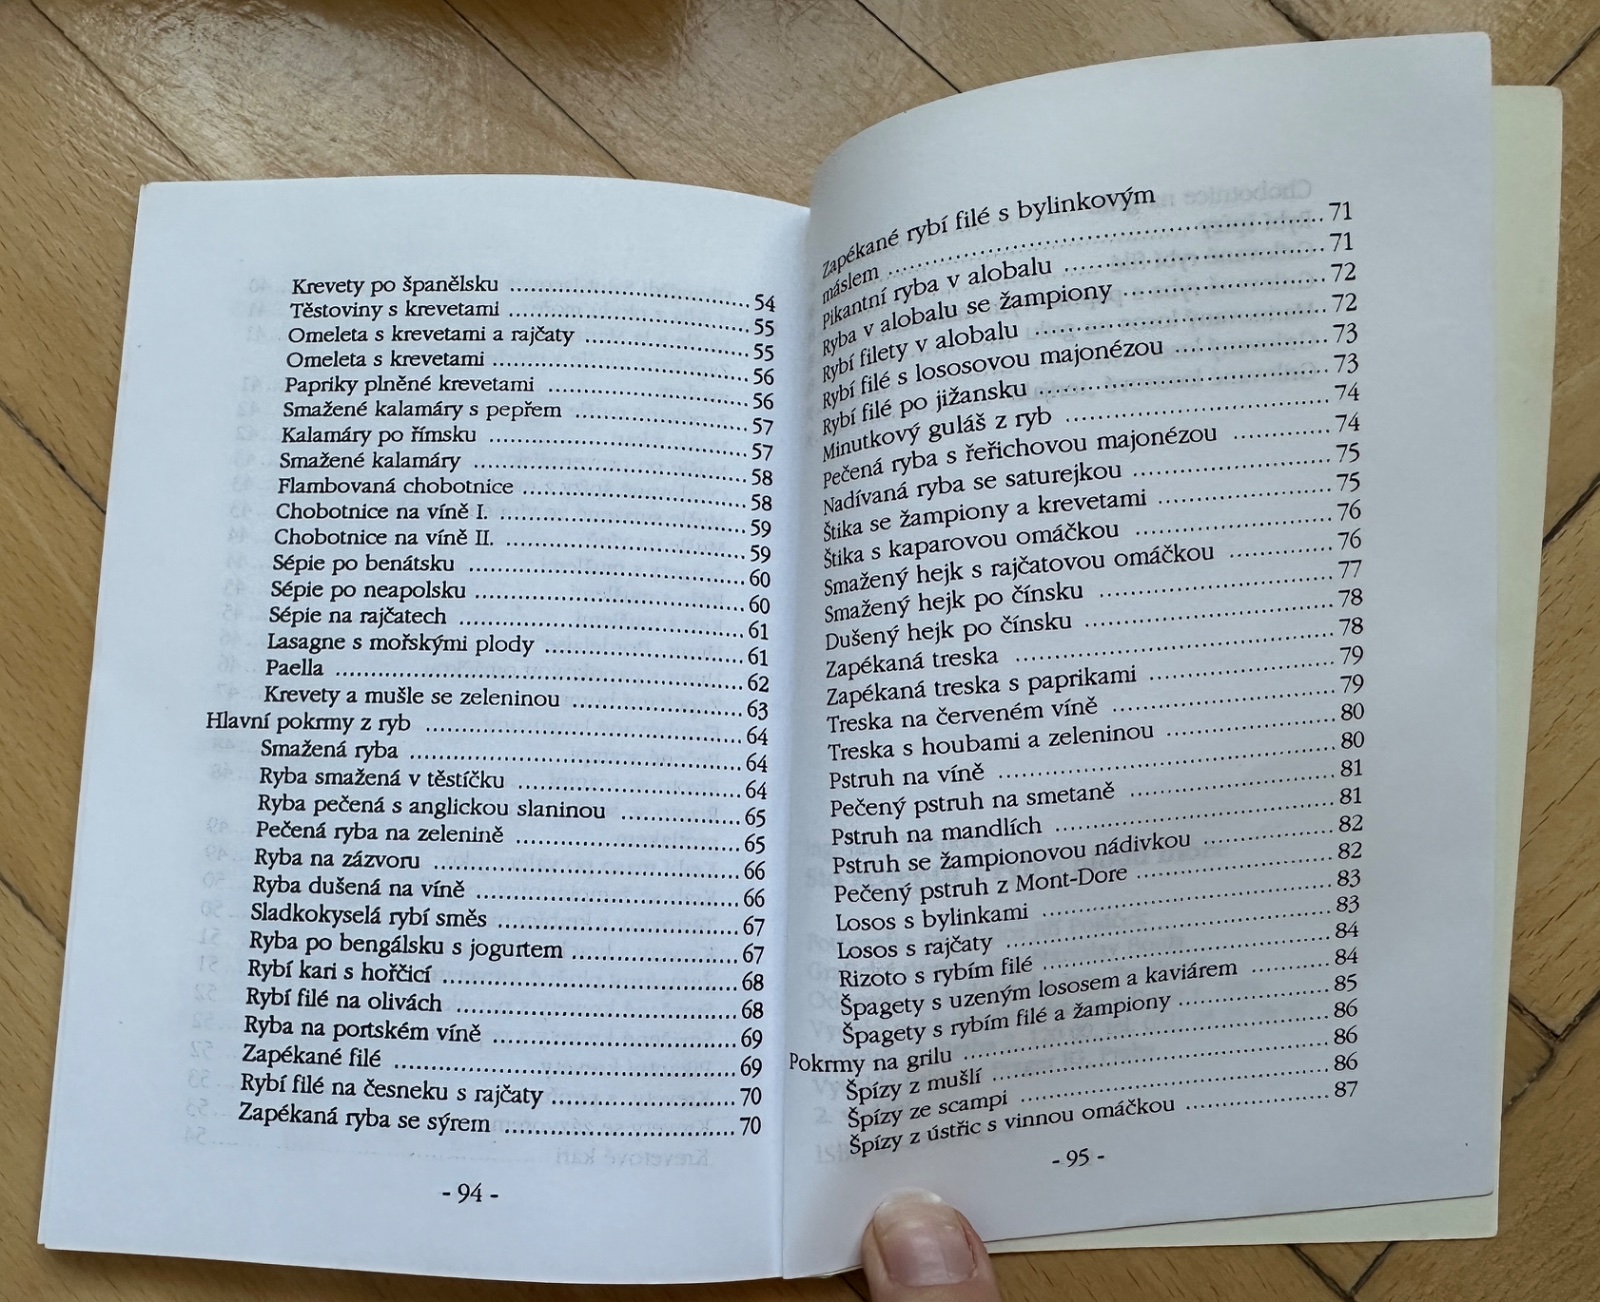 Krevety po španělsku ........ 54
Těstoviny s krevetami ........ 55
Omeleta s krevetami a rajčaty ........ 55
Omeleta s krevetami ........ 56
Papriky plněné krevetami ........ 56
Smažené kalamáry s pepřem ........ 57
Kalamáry po římsku ........ 57
Smažené kalamáry ........ 58
Flambovaná chobotnice ........ 58
Chobotnice na víně I. ........ 59
Chobotnice na víně II. ........ 59
Sépie po benátsku ........ 60
Sépie po neapolsku ........ 60
Sépie na rajčatech ........ 61
Lasagne s mořskými plody ........ 61
Paella ........ 62
Krevety a mušle se zeleninou ........ 63
Hlavní pokrmy z ryb ........ 64
Smažená ryba ........ 64
Ryba smažená v těstíčku ........ 64
Ryba pečená s anglickou slaninou ........ 65
Pečená ryba na zelenině ........ 65
Ryba na zázvoru ........ 66
Ryba dušená na víně ........ 66
Sladkokyselá rybí směs ........ 67
Ryba po bengálsku s jogurtem ........ 67
Rybí kari s hořčicí ........ 68
Rybí filé na olivách ........ 68
Ryba na portském víně ........ 69
Zapékané filé ........ 69
Rybí filé na česneku s rajčaty ........ 70
Zapékaná ryba se sýrem ........ 70
- 94 -
Zapékané rybí filé s bylinkovým
máslem ........ 71
Pikantní ryba v alobalu ........ 71
Ryba v alobalu se žampiony ........ 72
Rybí filety v alobalu ........ 72
Rybí filé s lososovou majonézou ........ 73
Rybí filé po jižansku ........ 73
Minutkový guláš z ryb ........ 74
Pečená ryba s řeřichovou majonézou ........ 74
Nadívaná ryba se saturejkou ........ 75
Štika se žampiony a krevetami ........ 75
Štika s kaparovou omáčkou ........ 76
Smažený hejk s rajčatovou omáčkou ........ 76
Smažený hejk po čínsku ........ 77
Dušený hejk po čínsku ........ 78
Zapékaná treska ........ 78
Zapékaná treska s paprikami ........ 79
Treska na červeném víně ........ 79
Treska s houbami a zeleninou ........ 80
Pstruh na víně ........ 80
Pečený pstruh na smetaně ........ 81
Pstruh na mandlích ........ 81
Pstruh se žampionovou nádivkou ........ 82
Pečený pstruh z Mont-Dore ........ 82
Losos s bylinkami ........ 83
Losos s rajčaty ........ 83
Rizoto s rybím filé ........ 84
Špagety s uzeným lososem a kaviárem ........ 84
Špagety s rybím filé a žampiony ........ 85
Pokrmy na grilu ........ 86
Špízy z mušlí ........ 86
Špízy ze scampi ........ 86
Špízy z ústřic s vinnou omáčkou ........ 87
- 95 -